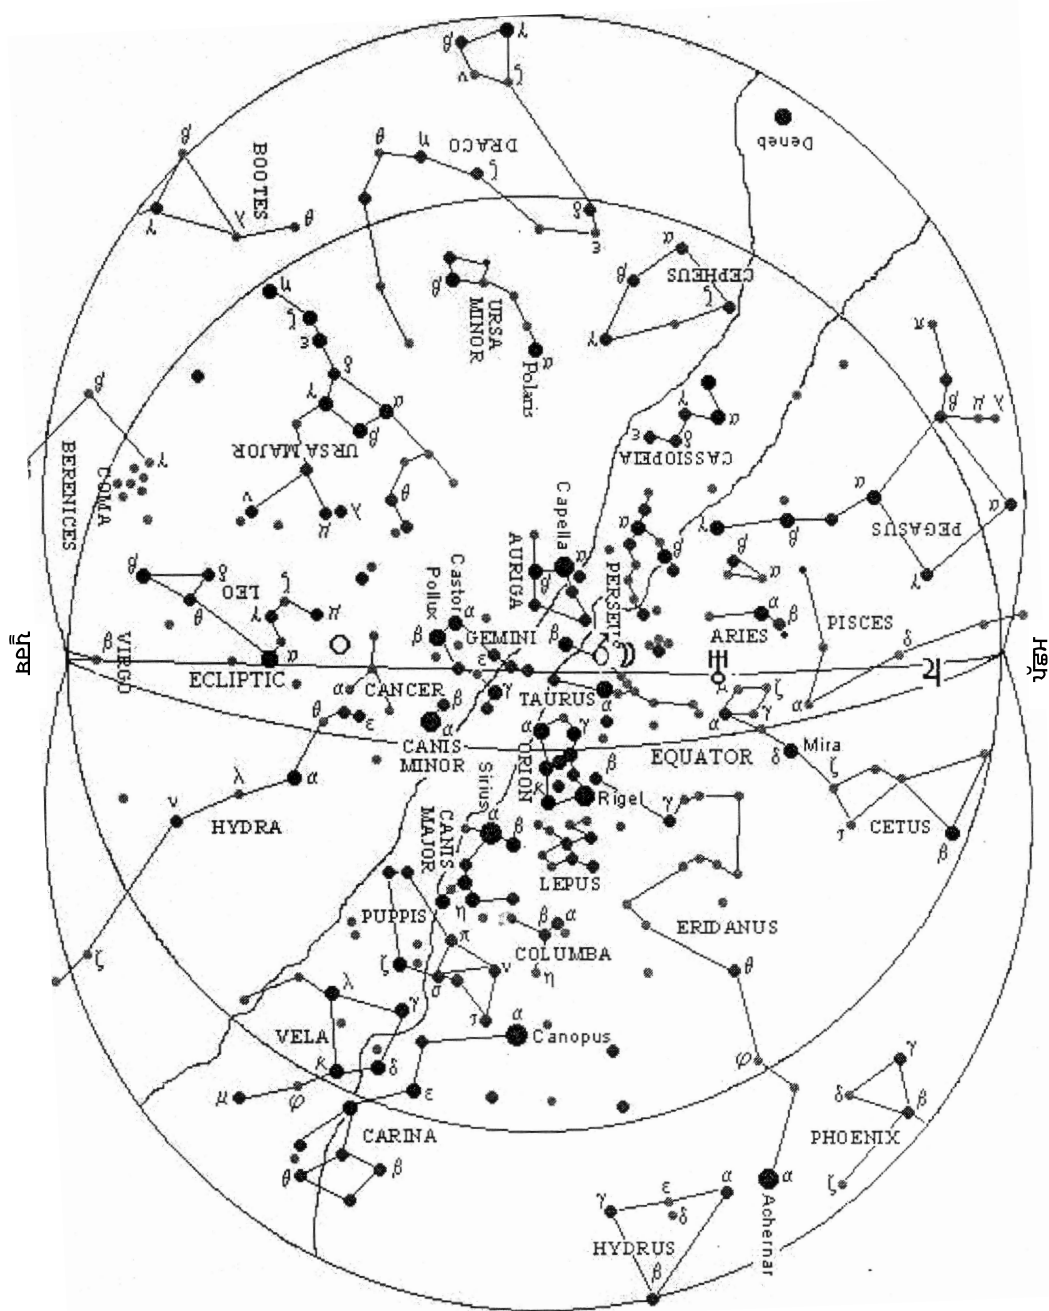 γ
β
ν
ζ
Deneb
β
BOOTES
θ
η
DRACO
ζ
γ
λ
θ
δ
ε
α
β
CEPHEUS
ζ
γ
η
ζ
ε
δ
β
URSA
MINOR
α
Polaris
π
β
γ
α
β
URSA MAJOR
γ
α
δ
ε
CASSIOPEIA
β
μ
λ
BERENICES
COMA
γ
ν
μ
λ
θ
Capella
α
γ
β
α
PEGASUS
α
β
δ
LEO
θ
ζ
γ
μ
Castor
Pollux
α
β
AURIGA
β
α
PERSEUS
β
β
α
γ
α
β
ARIES
PISCES
δ
VIRGO
β
α
ECLIPTIC
GEMINI
ε
γ
β
TAURUS
α
CANCER
α
θ
ε
β
α
CANIS
MINOR
α
γ
ORION
κ
β
Rigel
EQUATOR
μ
ζ
γ
α
δ
Mira
ζ
τ
CETUS
β
ν
λ
α
HYDRA
ζ
Sirius
α
β
CANIS
MAJOR
η
γ
LEPUS
ERIDANUS
θ
φ
PUPPIS
π
ζ
σ
ν
τ
β
α
COLUMBA
η
λ
γ
VELA
κ
δ
μ
φ
ε
α
Canopus
CARINA
θ
β
γ
δ
β
PHOENIX
ζ
α
Achernar
γ
ε
α
δ
HYDRUS
β